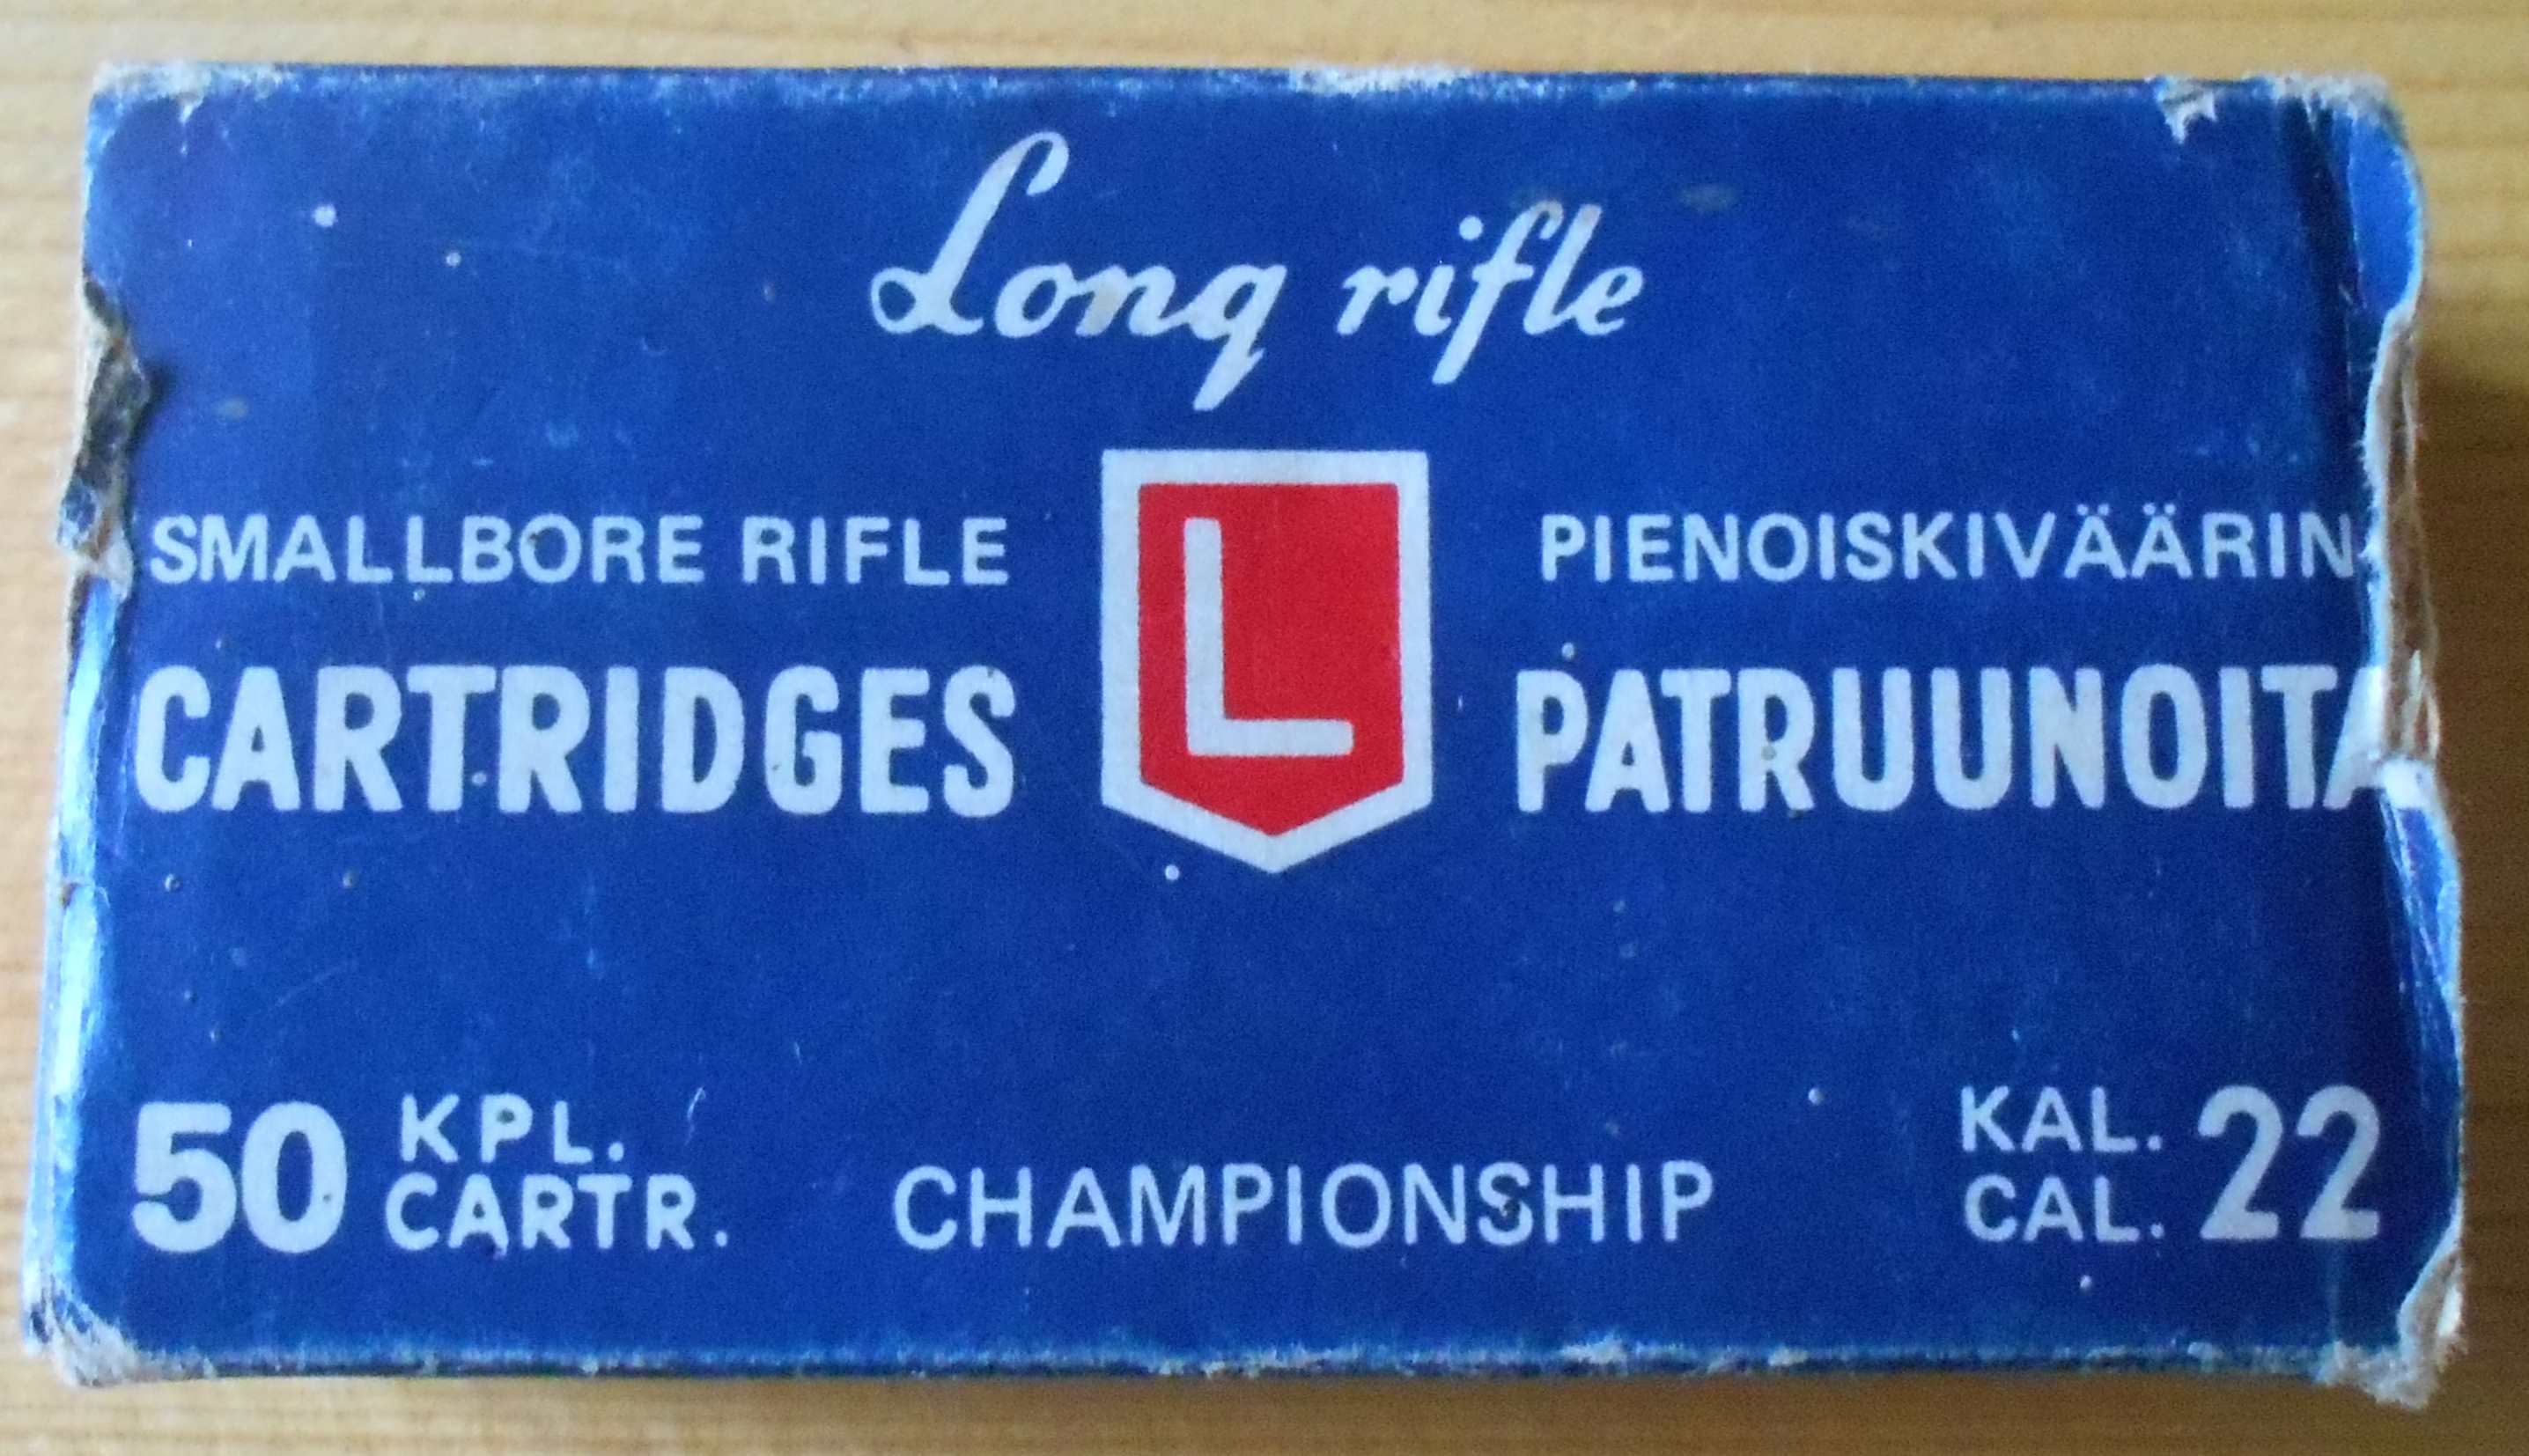 Long rifle
SMALLBORE RIFLE
CARTRIDGES
L
PIENOISKIVÄÄRIN
PATRUUNOITA
50 KPL.
CARTR.
CHAMPIONSHIP
KAL.
CAL. 22